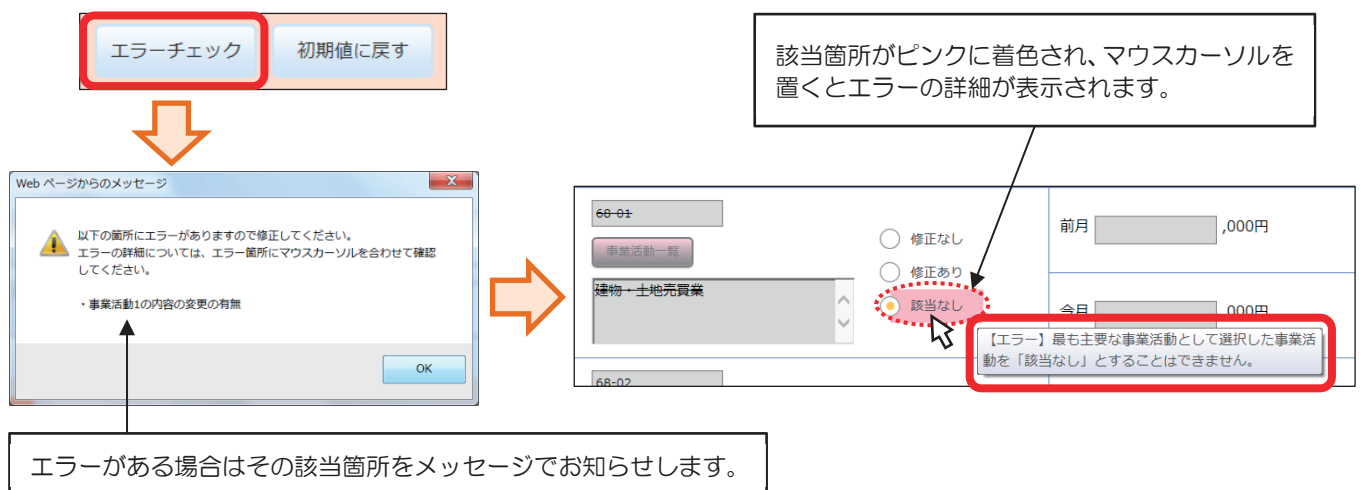 エラーチェック
初期値に戻す
該当箇所がピンクに着色され、マウスカーソルを
置くとエラーの詳細が表示されます。
Web ページからのメッセージ
以下の箇所にエラーがありますので修正してください。
エラーの詳細については、エラー箇所にマウスカーソルを合わせて確認
してください。
・事業活動1の内容の変更の有無
OK
68-01
事業活動一覧
建物・土地売買業
修正なし
修正あり
該当なし
前月
,000円
今月
,000円
【エラー】最も主要な事業活動として選択した事業活
動を「該当なし」とすることはできません。
68-02
エラーがある場合はその該当箇所をメッセージでお知らせします。